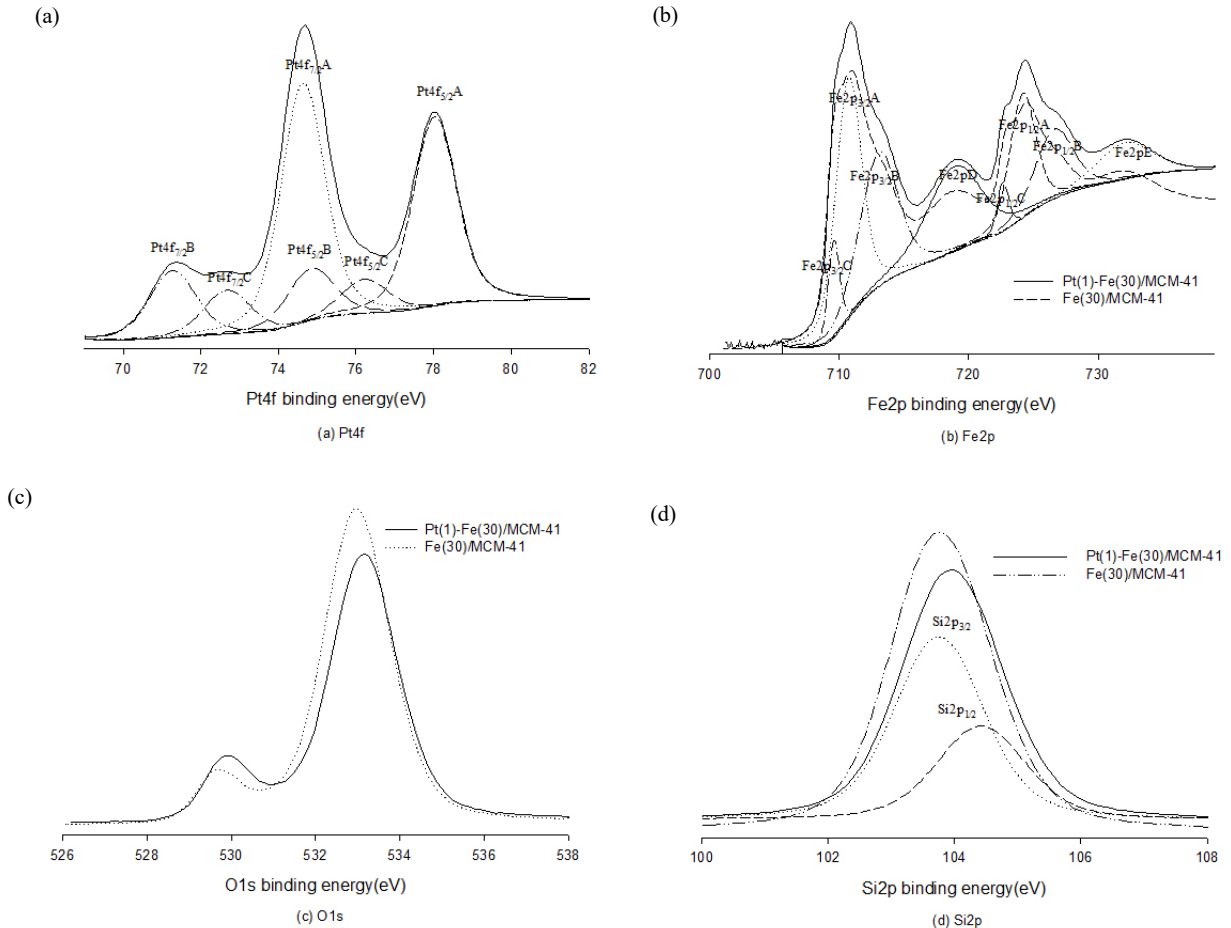 (a)
Pt4f7/2A
Pt4f5/2A
Pt4f7/2B
Pt4f5/2B
Pt4f5/2C
Pt4f7/2C
70 72 74 76 78 80 82
Pt4f binding energy(eV)
(a) Pt4f
(b)
Fe2p3/2A
Fe2p1/2A
Fe2p1/2B
Fe2pE
Fe2p3/2B
Fe2pD
Fe2p1/2C
Fe2p3/2C
Pt(1)-Fe(30)/MCM-41
Fe(30)/MCM-41
700 710 720 730
Fe2p binding energy(eV)
(b) Fe2p
(c)
Pt(1)-Fe(30)/MCM-41
Fe(30)/MCM-41
526 528 530 532 534 536 538
O1s binding energy(eV)
(c) O1s
(d)
Pt(1)-Fe(30)/MCM-41
Fe(30)/MCM-41
Si2p3/2
Si2p1/2
100 102 104 106 108
Si2p binding energy(eV)
(d) Si2p